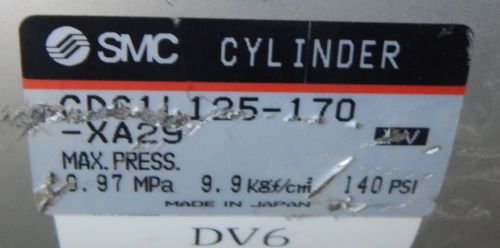 SMC CYLINDER
CDS1L125-170
-XA29
MAX.PRESS.
0.97 MPa 9.9 Kgf/cm² 140 PSI
MADE IN JAPAN
DV6